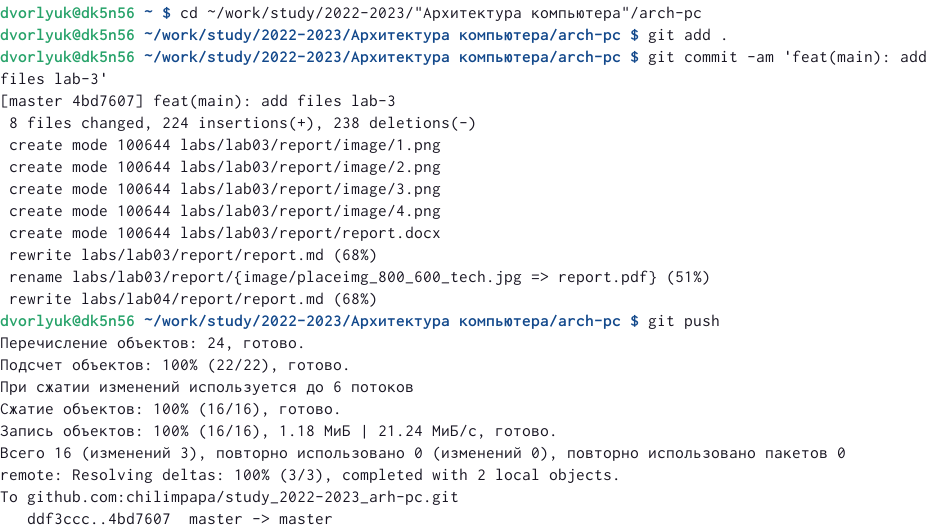 dvorlyuk@dk5n56 ~ $ cd ~/work/study/2022-2023/"Архитектура компьютера"/arch-pc
dvorlyuk@dk5n56 ~/work/study/2022-2023/Архитектура компьютера/arch-pc $ git add .
dvorlyuk@dk5n56 ~/work/study/2022-2023/Архитектура компьютера/arch-pc $ git commit -am 'feat(main): add
files lab-3'
[master 4bd7607] feat(main): add files lab-3
 8 files changed, 224 insertions(+), 238 deletions(-)
 create mode 100644 labs/lab03/report/image/1.png
 create mode 100644 labs/lab03/report/image/2.png
 create mode 100644 labs/lab03/report/image/3.png
 create mode 100644 labs/lab03/report/image/4.png
 create mode 100644 labs/lab03/report/report.docx
 rewrite labs/lab03/report/report.md (68%)
 rename labs/lab03/report/{image/placeimg_800_600_tech.jpg => report.pdf} (51%)
 rewrite labs/lab04/report/report.md (68%)
dvorlyuk@dk5n56 ~/work/study/2022-2023/Архитектура компьютера/arch-pc $ git push
Перечисление объектов: 24, готово.
Подсчет объектов: 100% (22/22), готово.
При сжатии изменений используется до 6 потоков
Сжатие объектов: 100% (16/16), готово.
Запись объектов: 100% (16/16), 1.18 МиБ | 21.24 МиБ/с, готово.
Всего 16 (изменений 3), повторно использовано 0 (изменений 0), повторно использовано пакетов 0
remote: Resolving deltas: 100% (3/3), completed with 2 local objects.
To github.com:chilimpapa/study_2022-2023_arh-pc.git
   ddf3ccc..4bd7607  master -> master